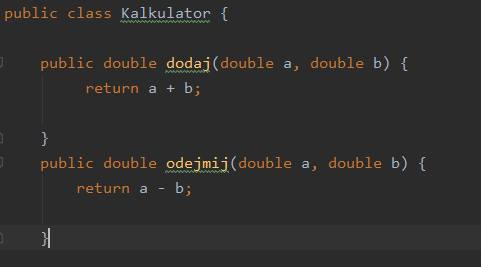 public class Kalkulator {
public double dodaj(double a, double b) {
return a + b;
}
public double odejmij(double a, double b) {
return a - b;
}